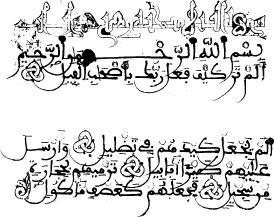 بسم الله الرحمن الرحيم
ألم تر كيف فعل ربك بأصحب الفيل
ألم يجعل كيدهم في تضليل وأرسل
عليهم طيرا أبابيل ترميهم بحجارة
من سجيل فجعلهم كعصف مأكول